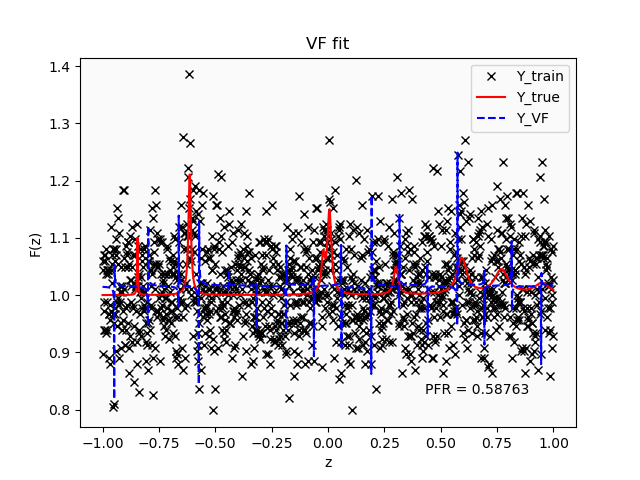 VF fit
Y_train
Y_true
Y_VF
F(z)
1.4
1.3
1.2
1.1
1.0
0.9
0.8
PFR = 0.58763
−1.00 −0.75 −0.50 −0.25 0.00 0.25 0.50 0.75 1.00
z